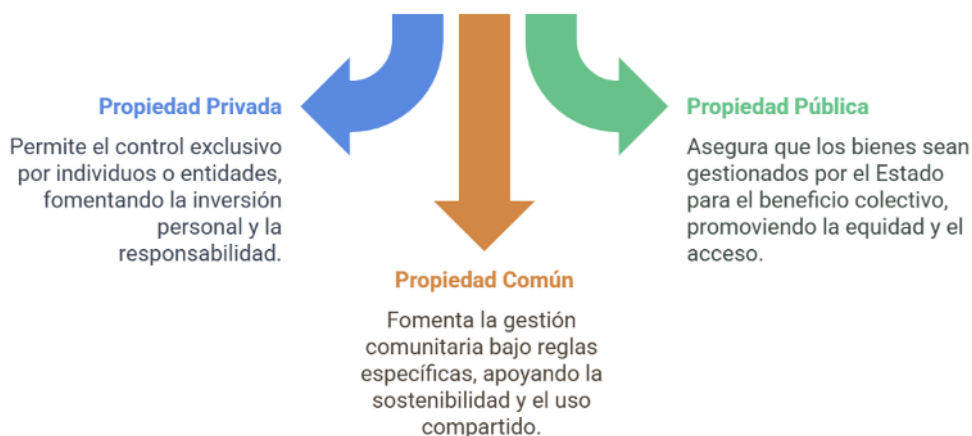 Propiedad Privada
Permite el control exclusivo
por individuos o entidades,
fomentando la inversión
personal y la
responsabilidad.
Propiedad Pública
Asegura que los bienes sean
gestionados por el Estado
para el beneficio colectivo,
promoviendo la equidad y el
acceso.
Propiedad Común
Fomenta la gestión
comunitaria bajo reglas
específicas, apoyando la
sostenibilidad y el uso
compartido.